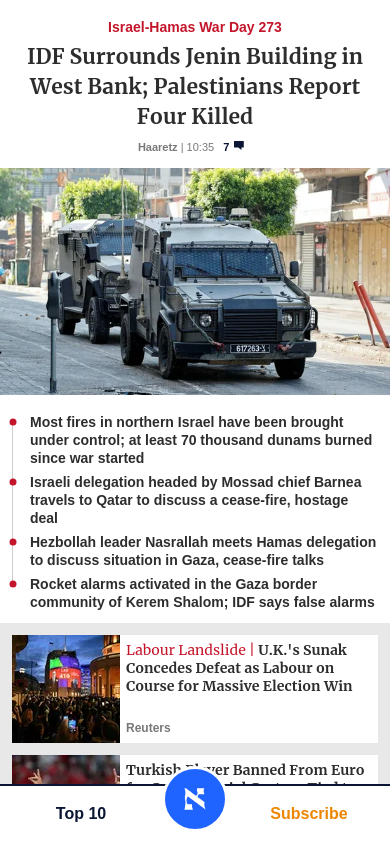 Israel-Hamas War Day 273
IDF Surrounds Jenin Building in
West Bank; Palestinians Report
Four Killed
Haaretz | 10:35 7
617263-צ
Most fires in northern Israel have been brought
under control; at least 70 thousand dunams burned
since war started
Israeli delegation headed by Mossad chief Barnea
travels to Qatar to discuss a cease-fire, hostage
deal
Hezbollah leader Nasrallah meets Hamas delegation
to discuss situation in Gaza, cease-fire talks
Rocket alarms activated in the Gaza border
community of Kerem Shalom; IDF says false alarms
Labour Landslide | U.K.'s Sunak
Concedes Defeat as Labour on
Course for Massive Election Win
Reuters
Turkish Player Banned From Euro
Top 10
Subscribe